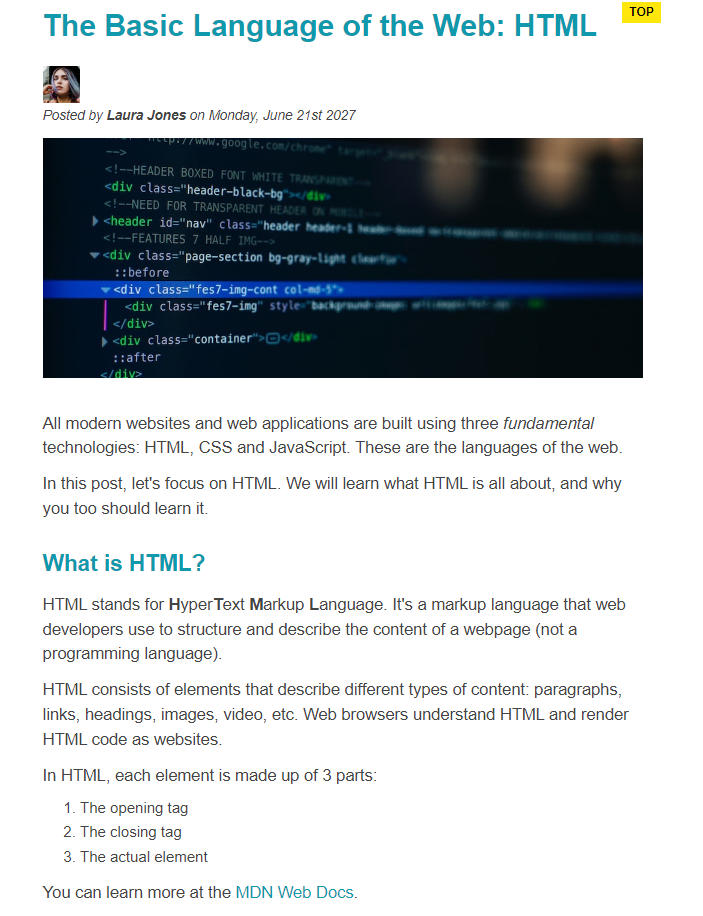 The Basic Language of the Web: HTML
TOP
Posted by Laura Jones on Monday, June 21st 2027
http://www.google.com/chrome" target="_blank"
-->
<!--HEADER BOXED FONT WHITE TRANSPARENT-->
<div class="header-black-bg"></div>
<!--NEED FOR TRANSPARENT HEADER ON MOBILE-->
<header id="nav" class="header header-1
<!--FEATURES 7 HALF IMG-->
<div class="page-section bg-gray-light clearfix">
::before
<div class="fes7-img-cont col-md-5">
<div class="fes7-img" style="background-image:
</div>
<div class="container"></div>
::after
</div>
All modern websites and web applications are built using three fundamental
technologies: HTML, CSS and JavaScript. These are the languages of the web.
In this post, let's focus on HTML. We will learn what HTML is all about, and why
you too should learn it.
What is HTML?
HTML stands for HyperText Markup Language. It's a markup language that web
developers use to structure and describe the content of a webpage (not a
programming language).
HTML consists of elements that describe different types of content: paragraphs,
links, headings, images, video, etc. Web browsers understand HTML and render
HTML code as websites.
In HTML, each element is made up of 3 parts:
1. The opening tag
2. The closing tag
3. The actual element
You can learn more at the MDN Web Docs.